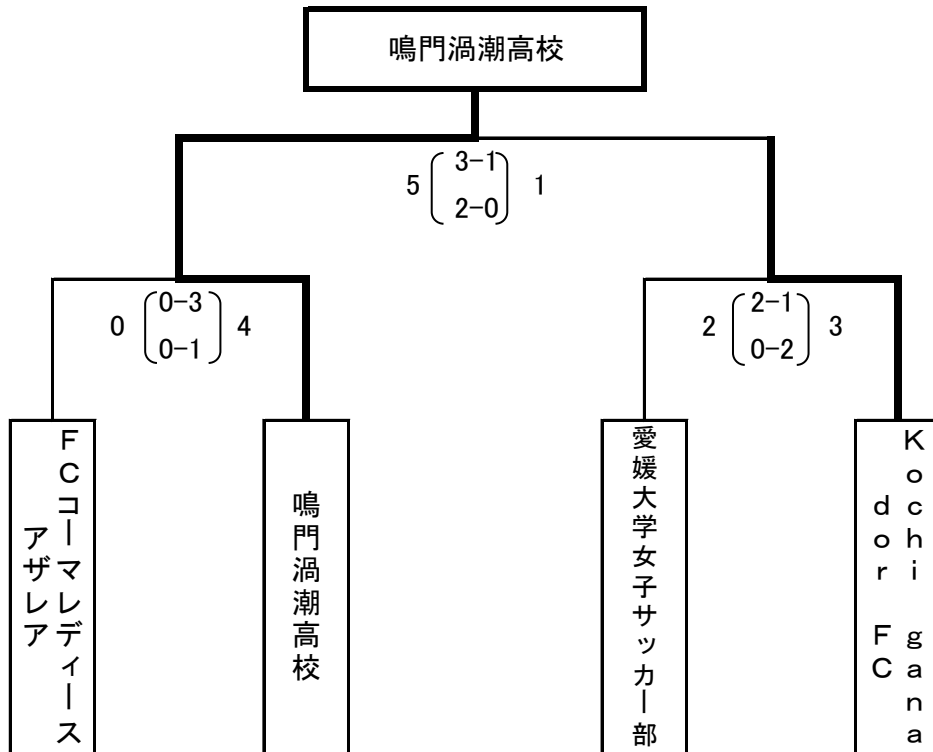 鳴門渦潮高校
5 3-1 1
2-0
0 0-3 4
0-1
2 2-1 3
0-2
FCコーマレディース
アザレア
鳴門渦潮高校
愛媛大学女子サッカー部
Kochi gana
dor FC